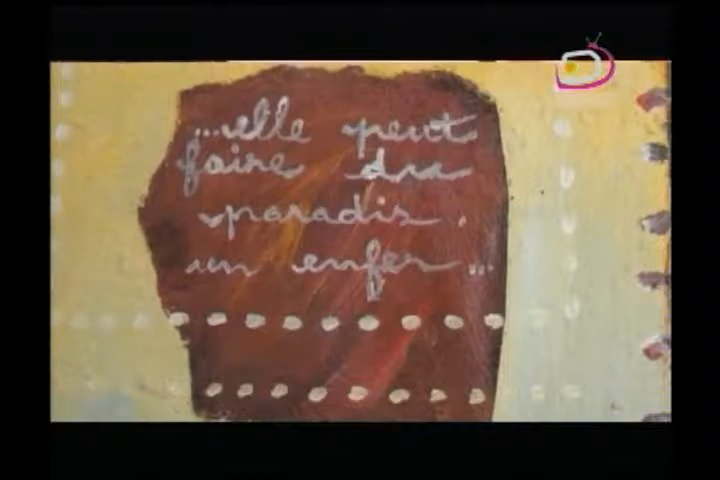 ...elle peut
faire du
paradis,
un enfer...